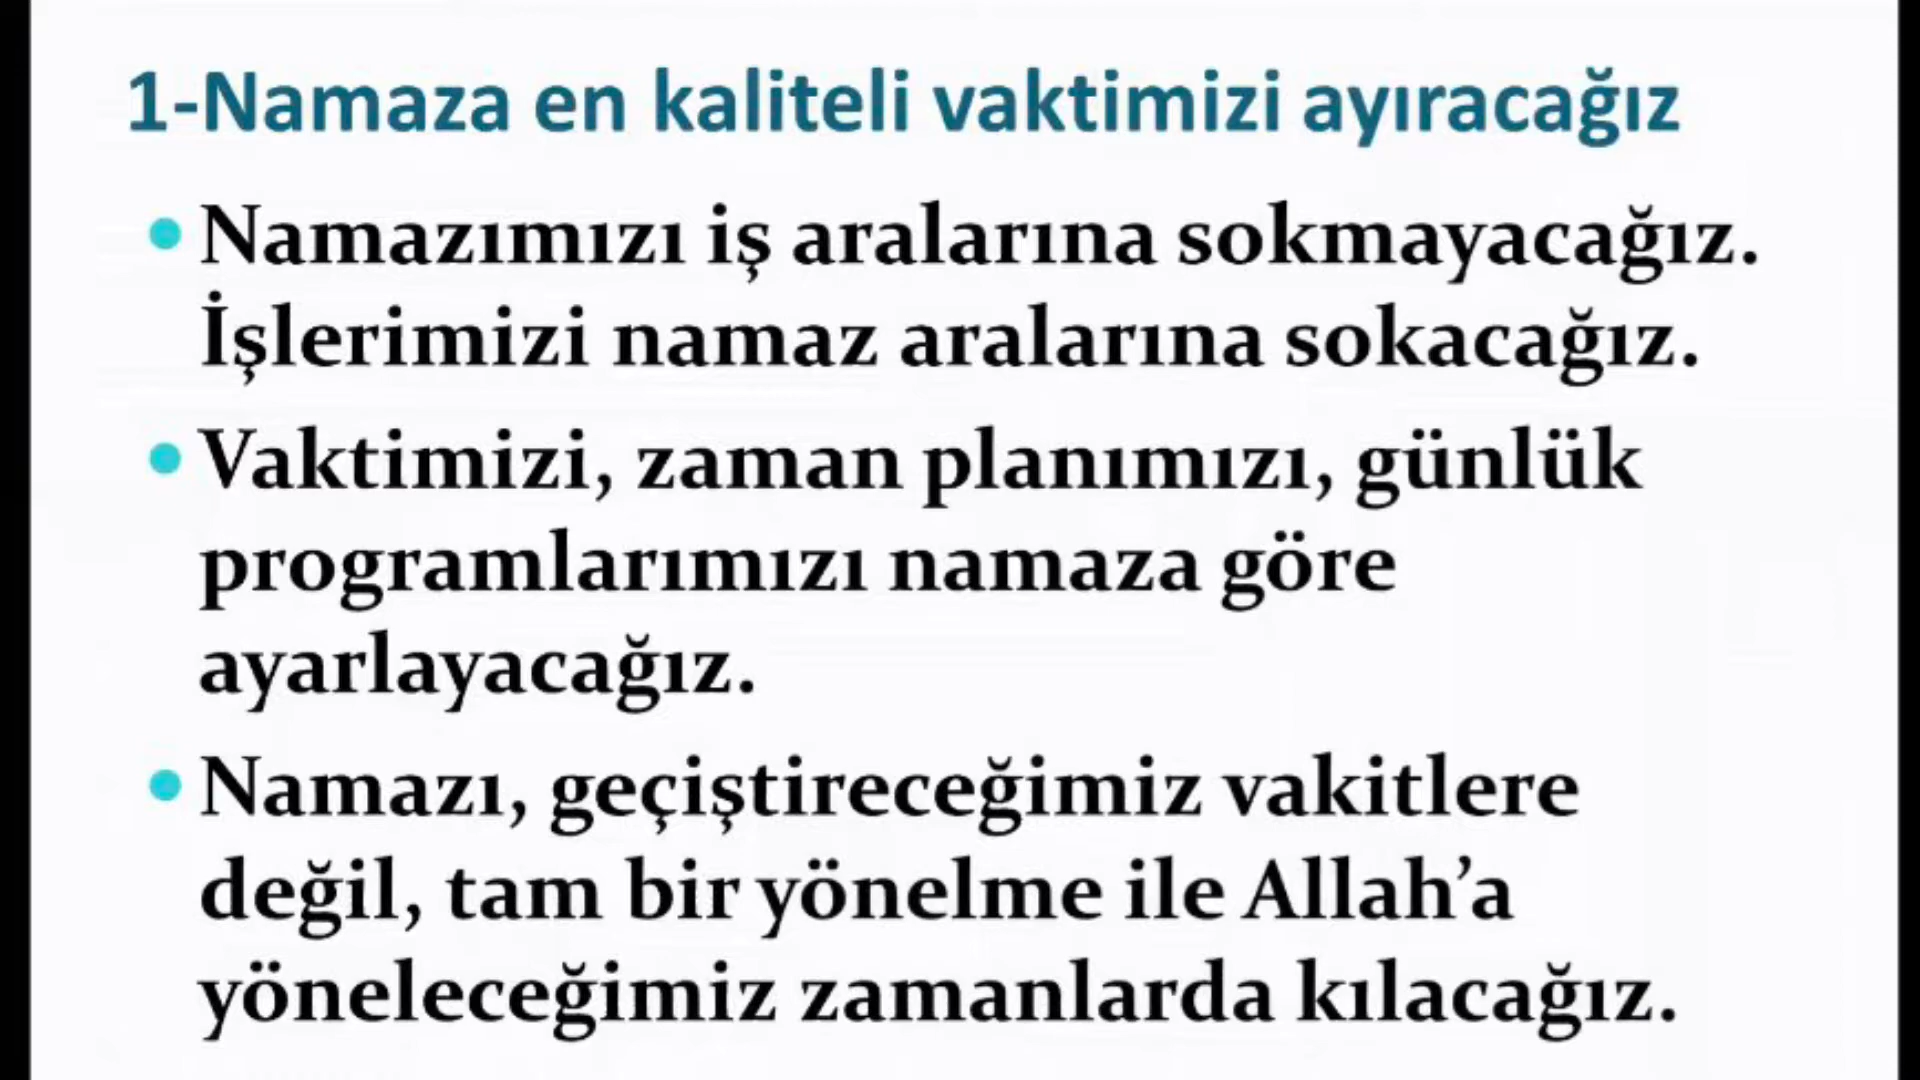 1-Namaza en kaliteli vaktimizi ayıracağız
• Namazımızı iş aralarına sokmayacağız.
İşlerimizi namaz aralarına sokacağız.
• Vaktimizi, zaman planımızı, günlük
programlarımızı namaza göre
ayarlayacağız.
• Namazı, geçiştireceğimiz vakitlere
değil, tam bir yönelme ile Allah’a
yöneleceğimiz zamanlarda kılacağız.